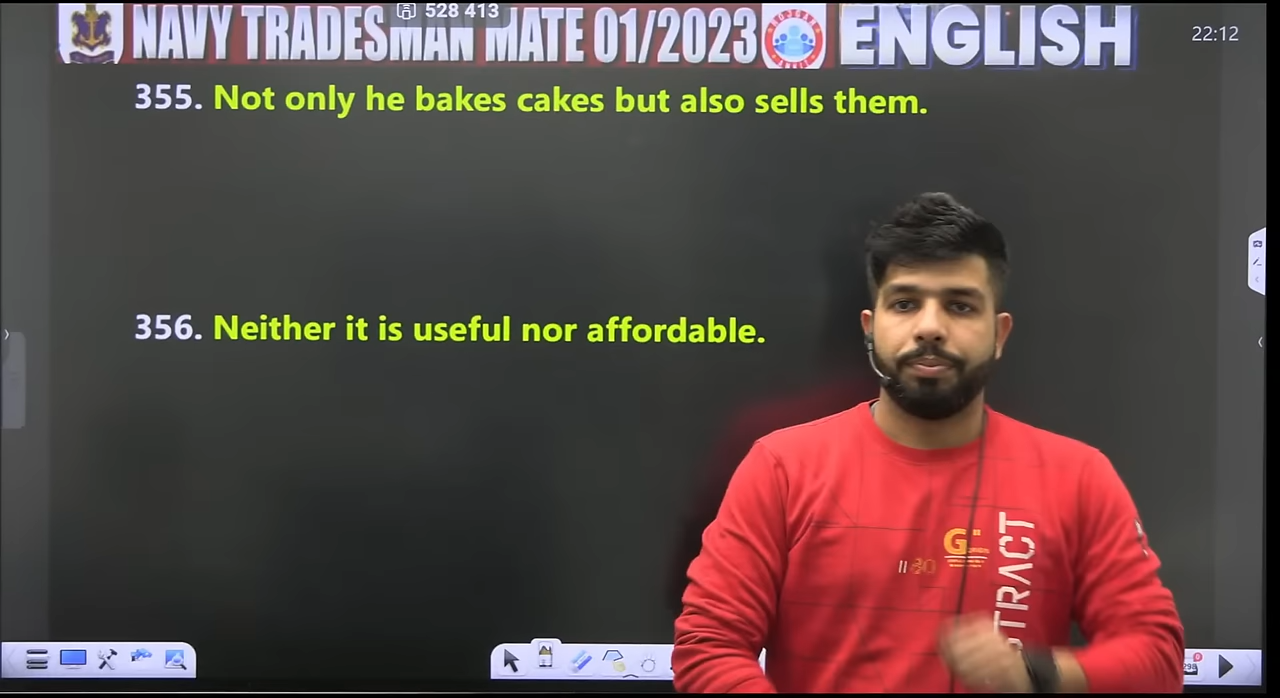 528 413
NAVY TRADESMAN MATE 01/2023 ENGLISH
22:12
355. Not only he bakes cakes but also sells them.
356. Neither it is useful nor affordable.
G
STRACT